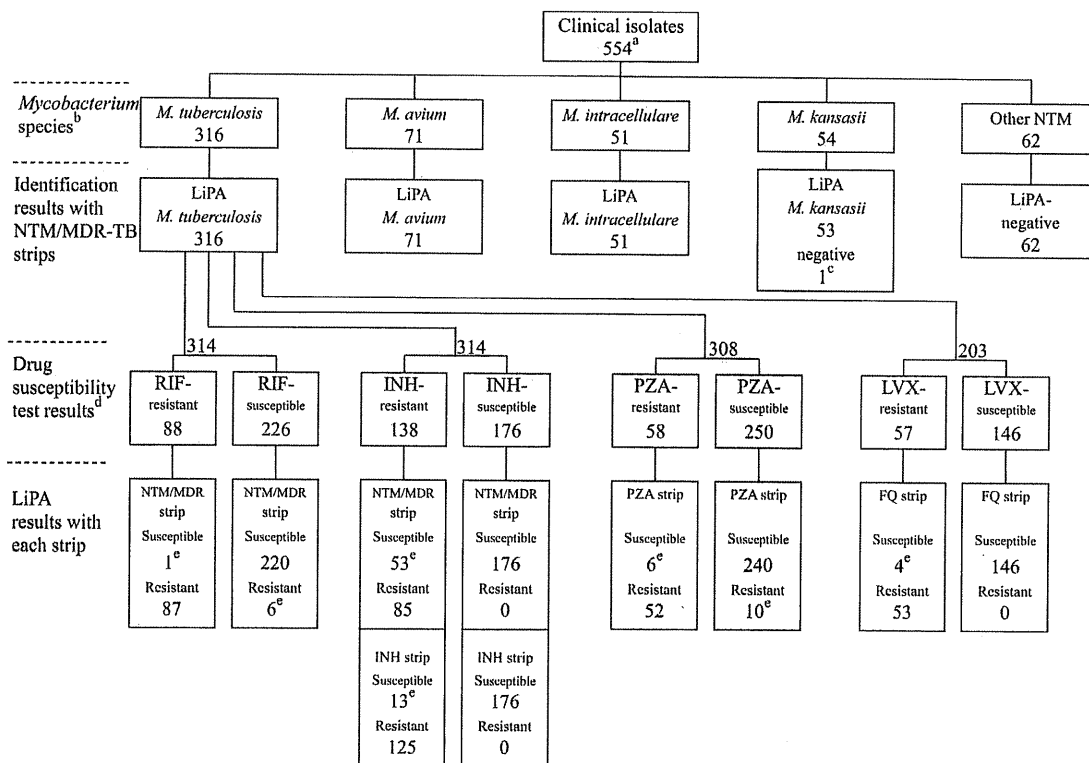 Clinical isolates
554a
Mycobacterium
speciesb
M. tuberculosis
316
M. avium
71
M. intracellulare
51
M. kansasii
54
Other NTM
62
Identification
results with
NTM/MDR-TB
strips
LiPA
M. tuberculosis
316
LiPA
M. avium
71
LiPA
M. intracellulare
51
LiPA
M. kansasii
53
negative
1c
LiPA-
negative
62
Drug
susceptibility
test resultsd
314
RIF-
resistant
88
RIF-
susceptible
226
314
INH-
resistant
138
INH-
susceptible
176
308
PZA-
resistant
58
PZA-
susceptible
250
203
LVX-
resistant
57
LVX-
susceptible
146
LiPA
results with
each strip
NTM/MDR
strip
Susceptible
1e
Resistant
87
NTM/MDR
strip
Susceptible
220
Resistant
6e
NTM/MDR
strip
Susceptible
53e
Resistant
85
NTM/MDR
strip
Susceptible
176
Resistant
0
PZA strip
Susceptible
6e
Resistant
52
PZA strip
Susceptible
240
Resistant
10e
FQ strip
Susceptible
4e
Resistant
53
FQ strip
Susceptible
146
Resistant
0
INH strip
Susceptible
13e
Resistant
125
INH strip
Susceptible
176
Resistant
0